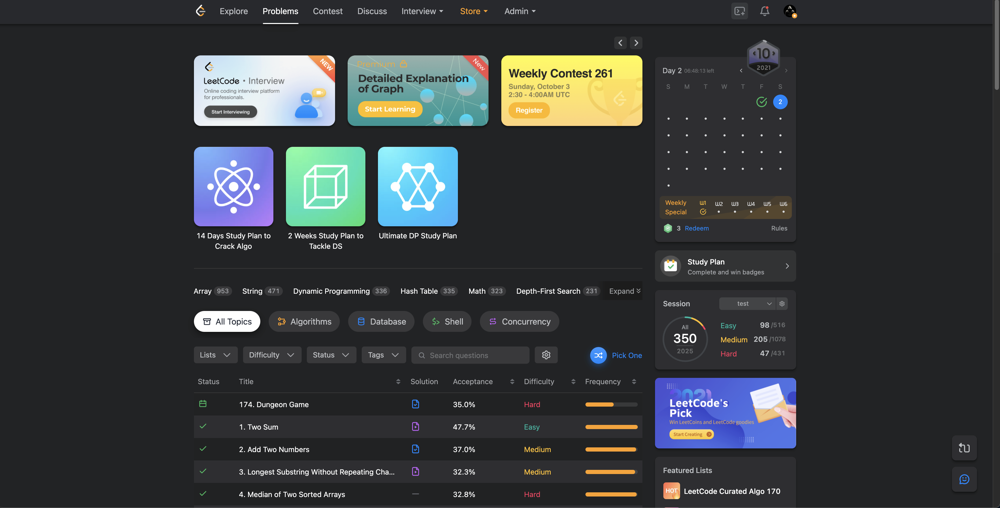 Explore Problems Contest Discuss Interview Store Admin
LeetCode • Interview
Online coding interview platform
for professionals.
Start Interviewing
NEW
Detailed Explanation
of Graph
Start Learning
New
Weekly Contest 261
Sunday, October 3
2:30 - 4:00AM UTC
Register
14 Days Study Plan to
Crack Algo
2 Weeks Study Plan to
Tackle DS
Ultimate DP Study Plan
Array 953 String 471 Dynamic Programming 336 Hash Table 335 Math 323 Depth-First Search 231 Expand
All Topics Algorithms Database Shell Concurrency
Lists Difficulty Status Tags Search questions Pick One
Status Title Solution Acceptance Difficulty Frequency
174. Dungeon Game 35.0% Hard
1. Two Sum 47.7% Easy
2. Add Two Numbers 37.0% Medium
3. Longest Substring Without Repeating Cha... 32.3% Medium
4. Median of Two Sorted Arrays — 32.8% Hard
10
2021
Day 2 08:46:13 left
S M T W T F S
2
Weekly W1 W2 W3 W4 W5 W6
Special
3 Redeem Rules
Study Plan
Complete and win badges
Session test
All
350
2025
Easy 98 /516
Medium 205 /1078
Hard 47 /431
LeetCode's
Pick
Win LeetCoins and LeetCode goodies
Start Creating
Featured Lists
HOT LeetCode Curated Algo 170